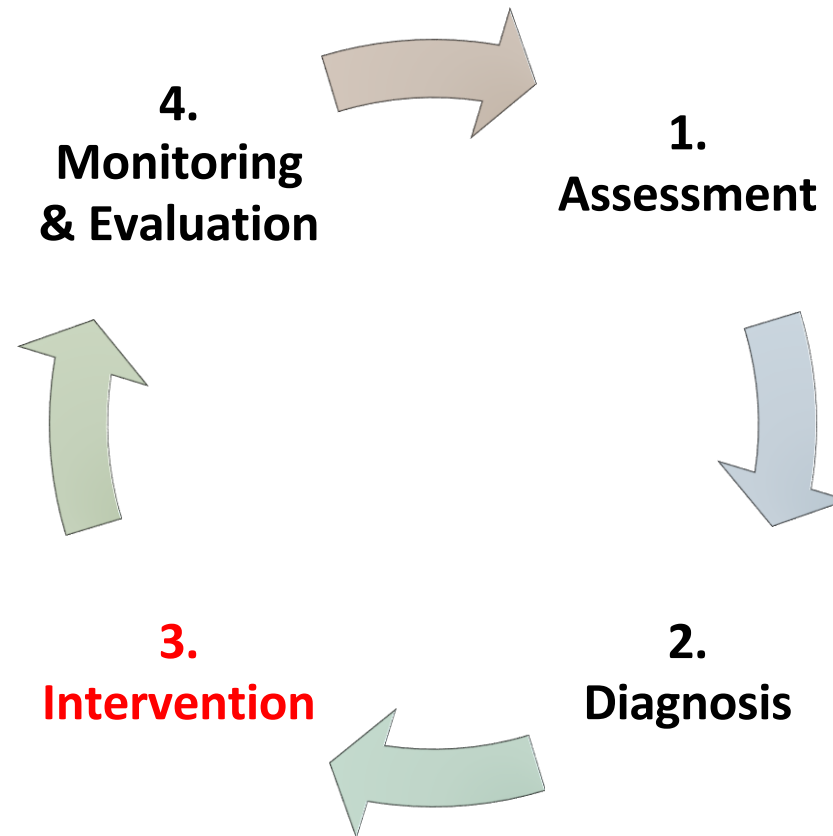 1.
Assessment
2.
Diagnosis
3.
Intervention
4.
Monitoring
& Evaluation